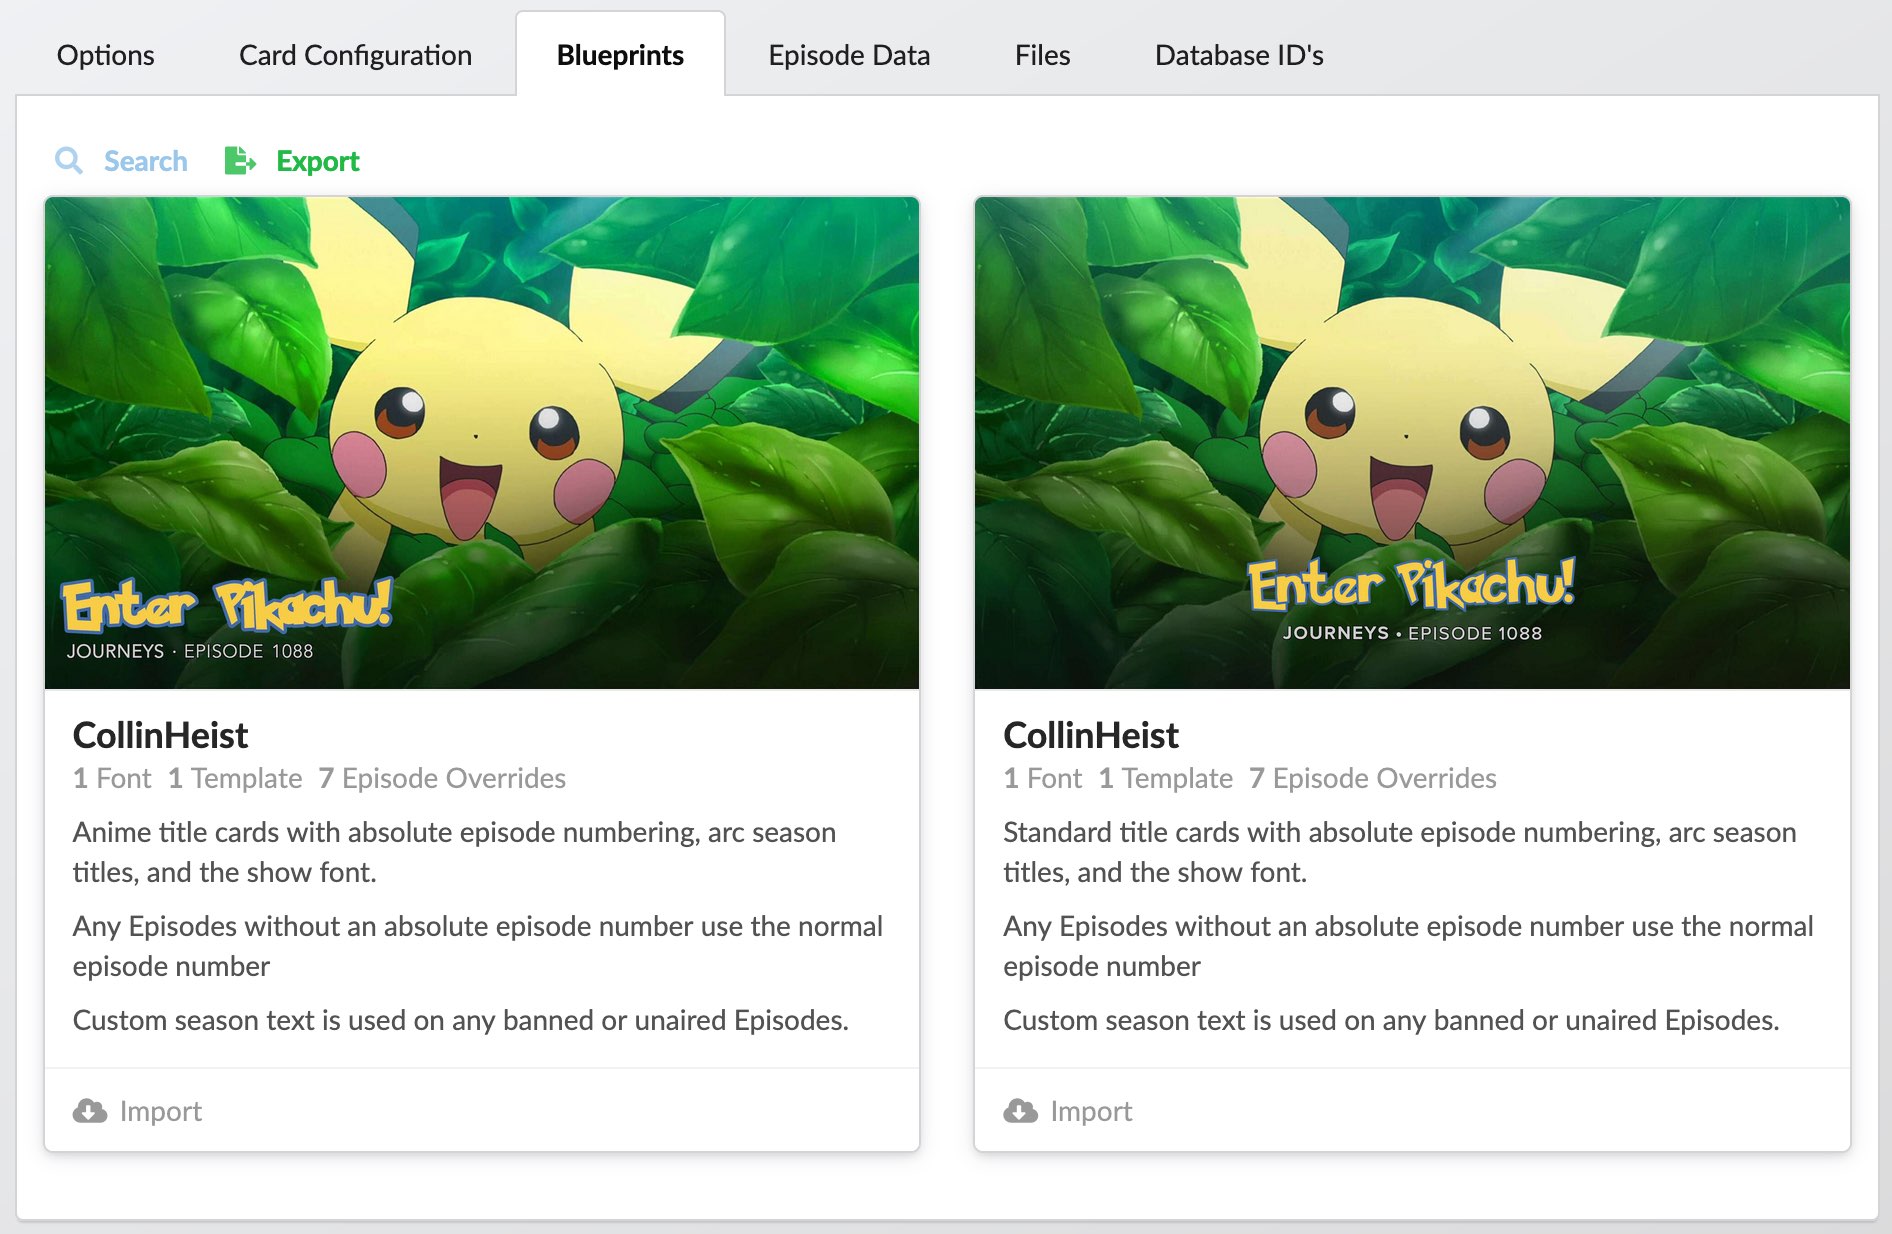 Options Card Configuration Blueprints Episode Data Files Database ID's
Search Export
Enter Pikachu!
JOURNEYS · EPISODE 1088
CollinHeist
1 Font 1 Template 7 Episode Overrides
Anime title cards with absolute episode numbering, arc season
titles, and the show font.
Any Episodes without an absolute episode number use the normal
episode number
Custom season text is used on any banned or unaired Episodes.
Import
Enter Pikachu!
JOURNEYS • EPISODE 1088
CollinHeist
1 Font 1 Template 7 Episode Overrides
Standard title cards with absolute episode numbering, arc season
titles, and the show font.
Any Episodes without an absolute episode number use the normal
episode number
Custom season text is used on any banned or unaired Episodes.
Import